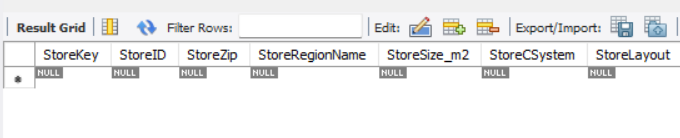 Result Grid Filter Rows: Edit: Export/Import:
StoreKey StoreID StoreZip StoreRegionName StoreSize_m2 StoreCSystem StoreLayout
NULL NULL NULL NULL NULL NULL NULL